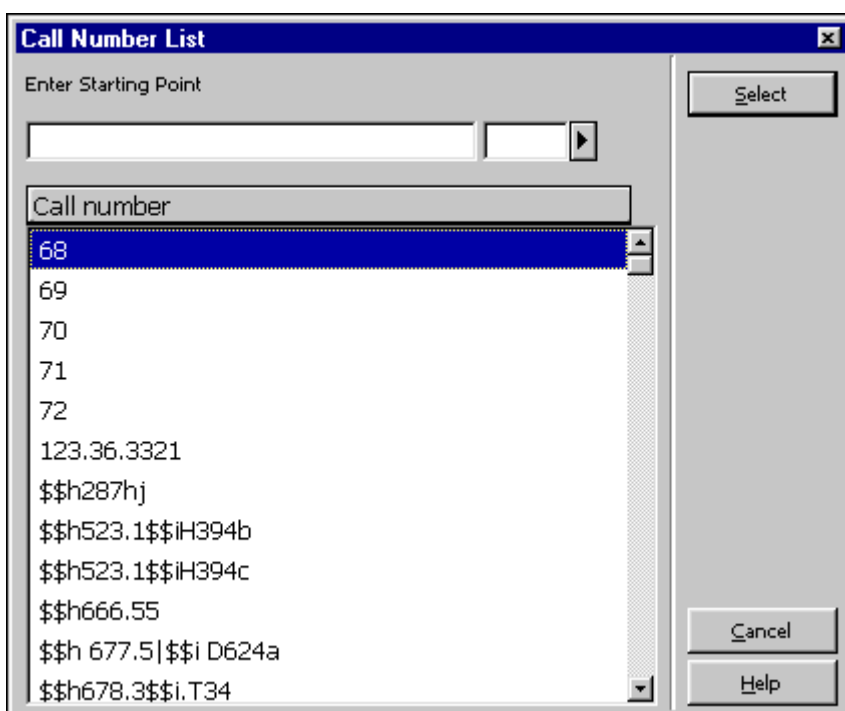 Call Number List
Enter Starting Point
Select
Call number
68
69
70
71
72
123.36.3321
$$h287hj
$$h523.1$$iH394b
$$h523.1$$iH394c
$$h666.55
$$h 677.5|$$i D624a
$$h678.3$$i.T34
Cancel
Help